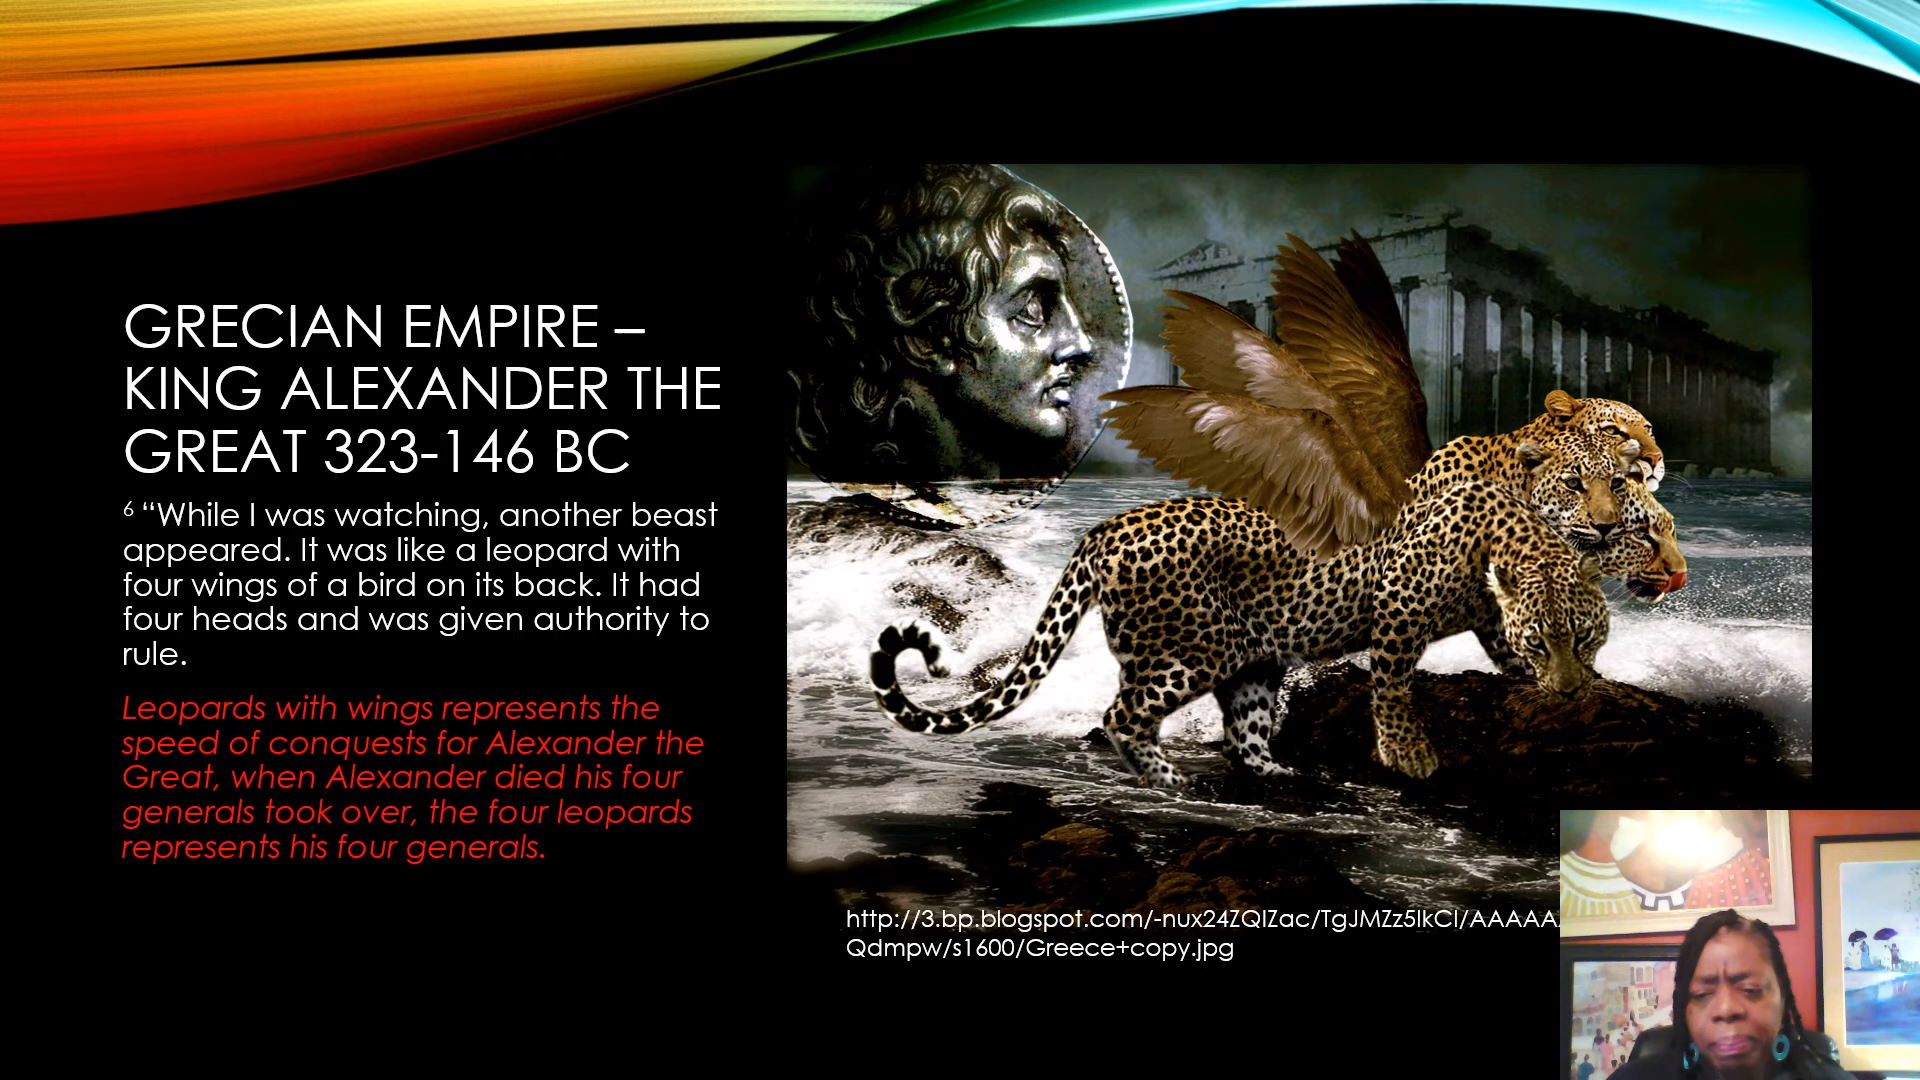 GRECIAN EMPIRE –
KING ALEXANDER THE
GREAT 323-146 BC
6 “While I was watching, another beast
appeared. It was like a leopard with
four wings of a bird on its back. It had
four heads and was given authority to
rule.
Leopards with wings represents the
speed of conquests for Alexander the
Great, when Alexander died his four
generals took over, the four leopards
represents his four generals.
http://3.bp.blogspot.com/-nux24ZQIZac/TgJMZz5lkCI/AAAAA
Qdmpw/s1600/Greece+copy.jpg